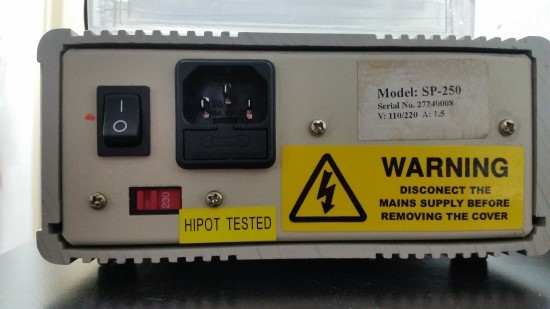 Model: SP-250
Serial No. 27240008
V: 110/220 A: 1.5
I
O
230
HIPOT TESTED
WARNING
DISCONECT THE
MAINS SUPPLY BEFORE
REMOVING THE COVER